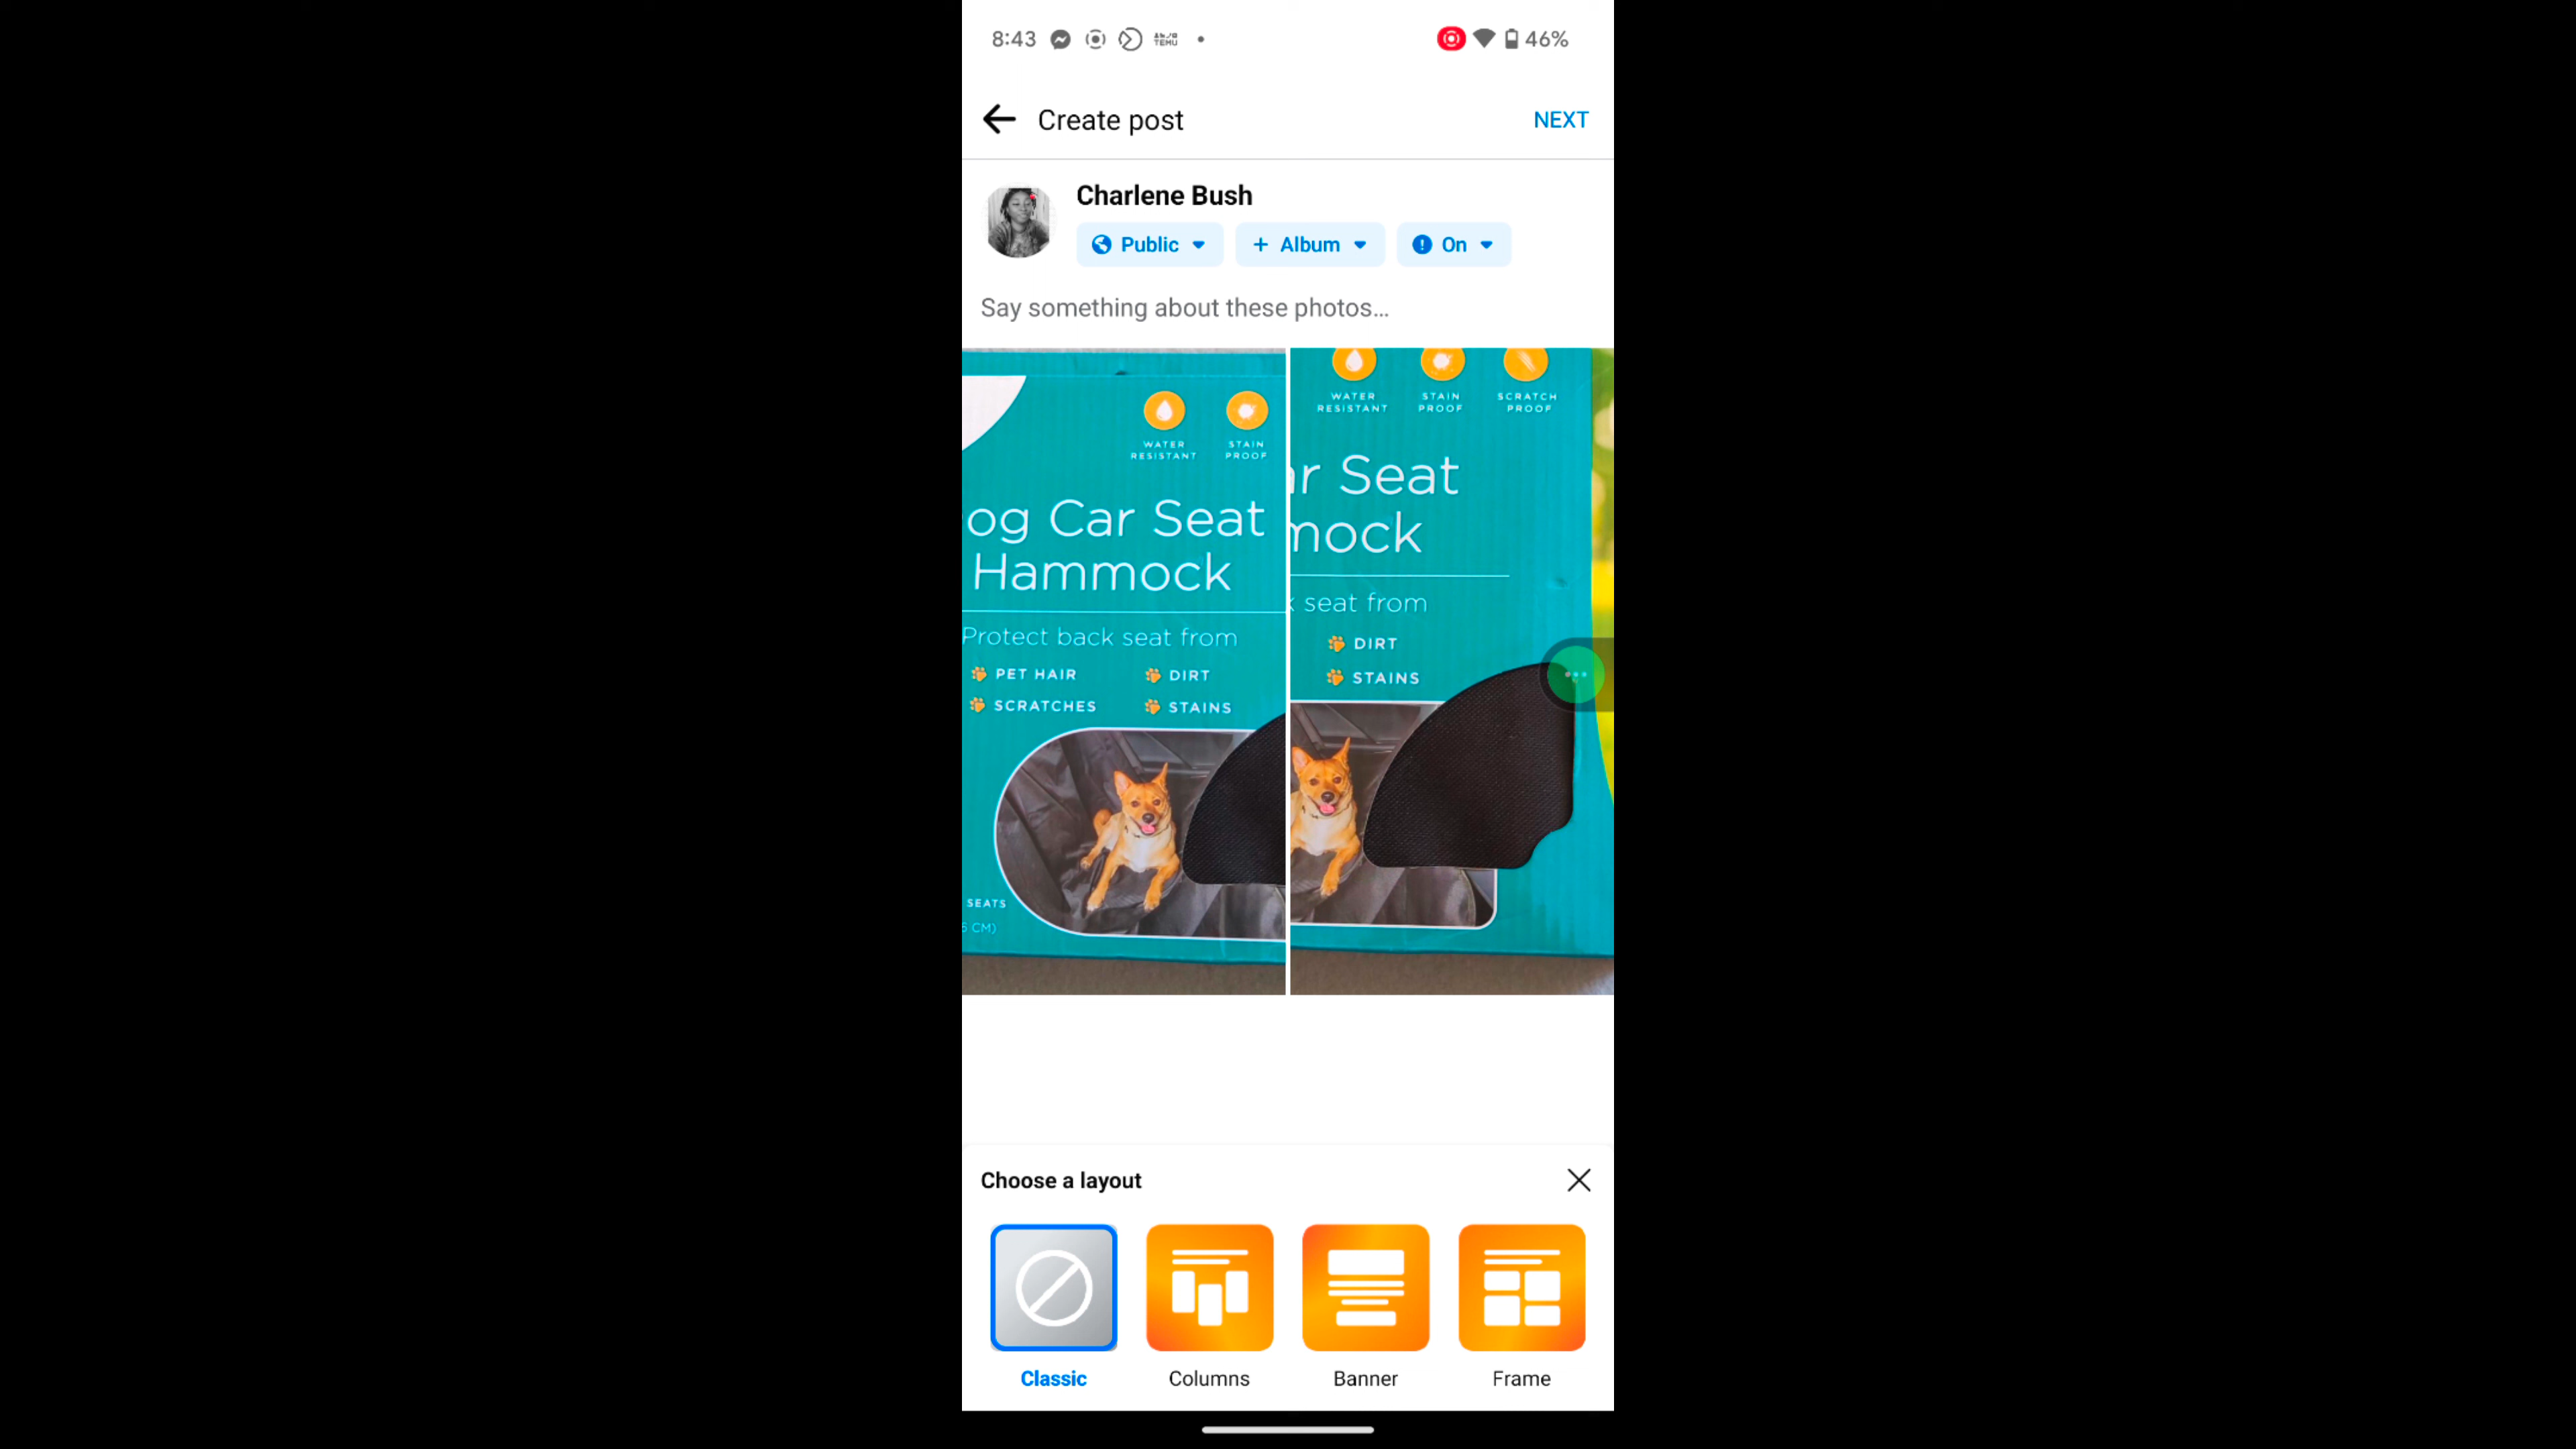 8:43
TEMU
46%
Create post
NEXT
Charlene Bush
Public
+ Album
On
Say something about these photos...
WATER RESISTANT
STAIN PROOF
og Car Seat
Hammock
Protect back seat from
PET HAIR
DIRT
SCRATCHES
STAINS
SEATS
CM)
WATER RESISTANT
STAIN PROOF
SCRATCH PROOF
r Seat
mock
seat from
DIRT
STAINS
Choose a layout
Classic
Columns
Banner
Frame